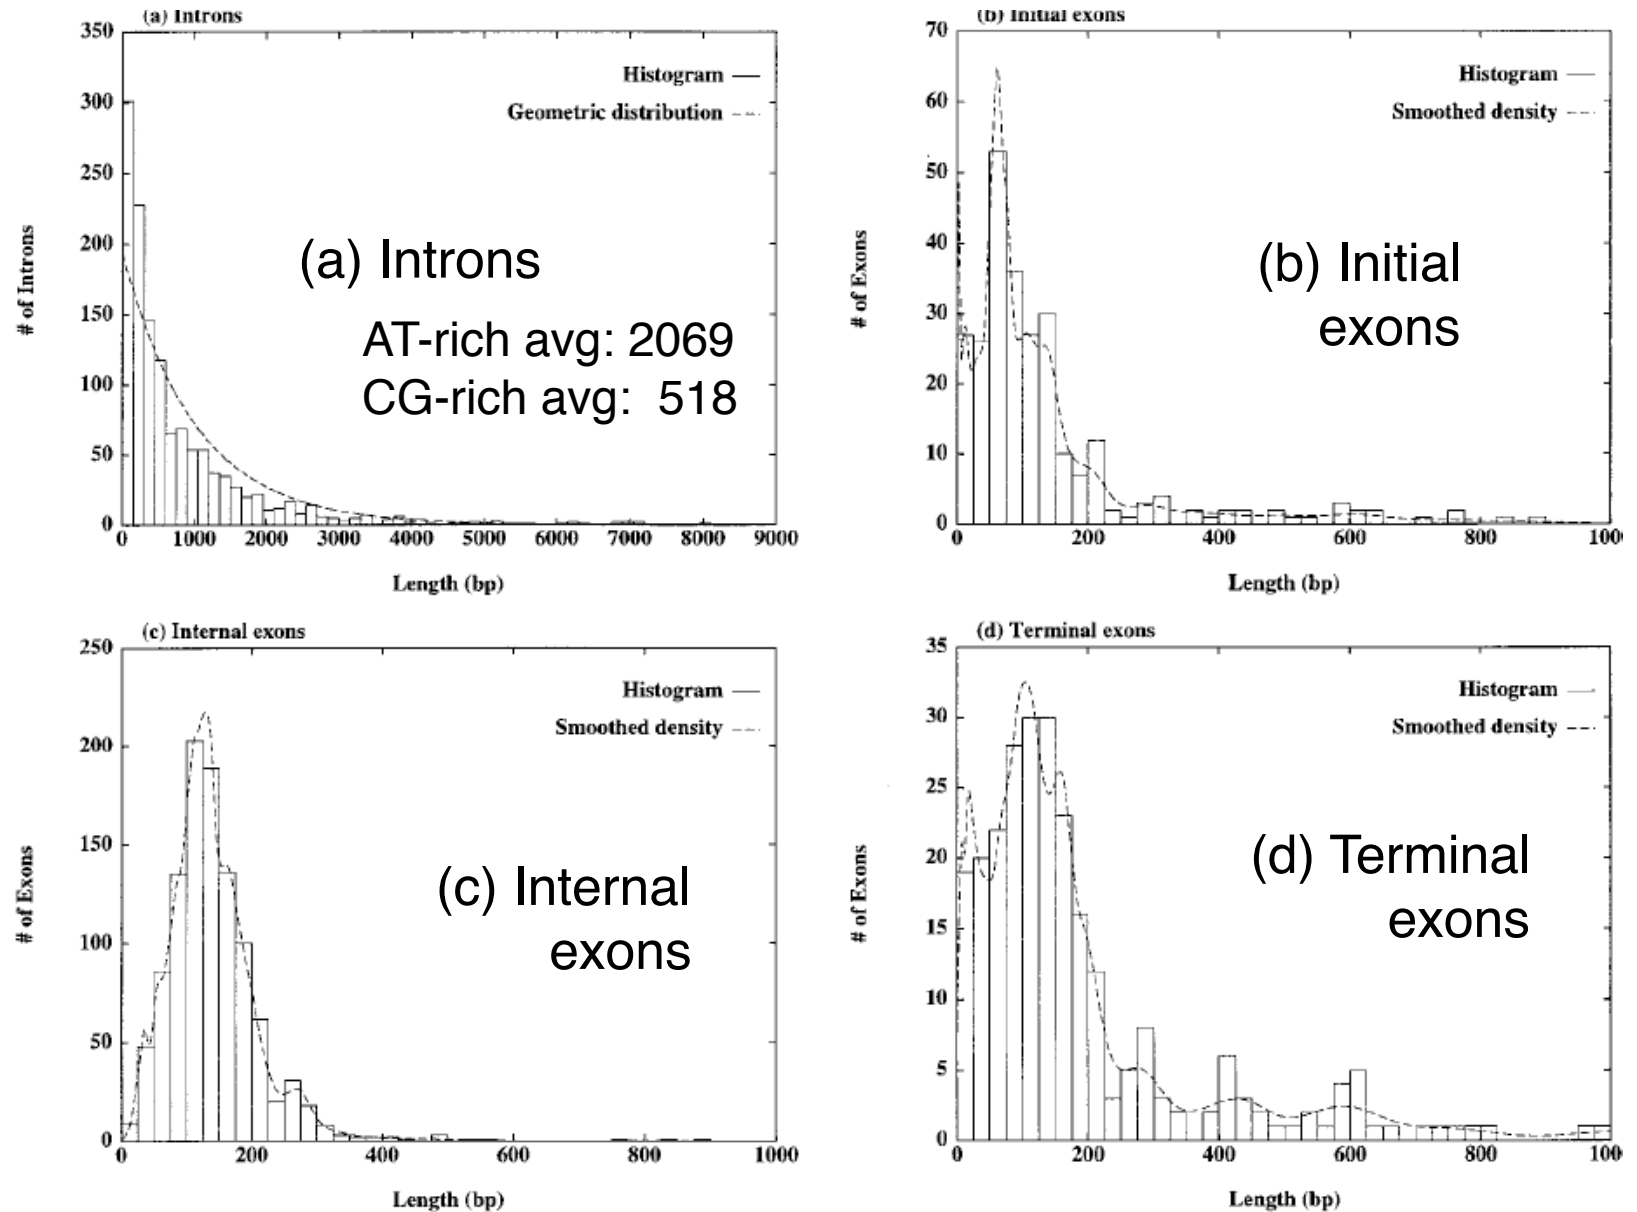 (a) Introns
350
300
250
200
150
100
50
0
# of Introns
Histogram
Geometric distribution
(a) Introns
AT-rich avg: 2069
CG-rich avg: 518
0 1000 2000 3000 4000 5000 6000 7000 8000 9000
Length (bp)
(b) Initial exons
70
60
50
40
30
20
10
0
# of Exons
Histogram
Smoothed density
(b) Initial
exons
0 200 400 600 800 100
Length (bp)
(c) Internal exons
250
200
150
100
50
0
# of Exons
Histogram
Smoothed density
(c) Internal
exons
0 200 400 600 800 1000
Length (bp)
(d) Terminal exons
35
30
25
20
15
10
5
0
# of Exons
Histogram
Smoothed density
(d) Terminal
exons
0 200 400 600 800 100
Length (bp)